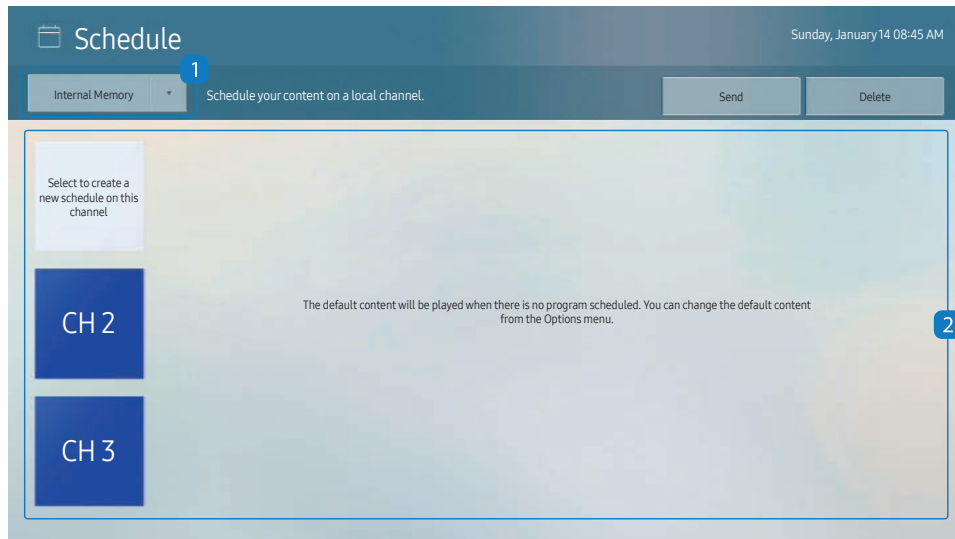 Schedule
Sunday, January 14 08:45 AM
1
Internal Memory
Schedule your content on a local channel.
Send
Delete
Select to create a
new schedule on this
channel
CH 2
The default content will be played when there is no program scheduled. You can change the default content
from the Options menu.
2
CH 3